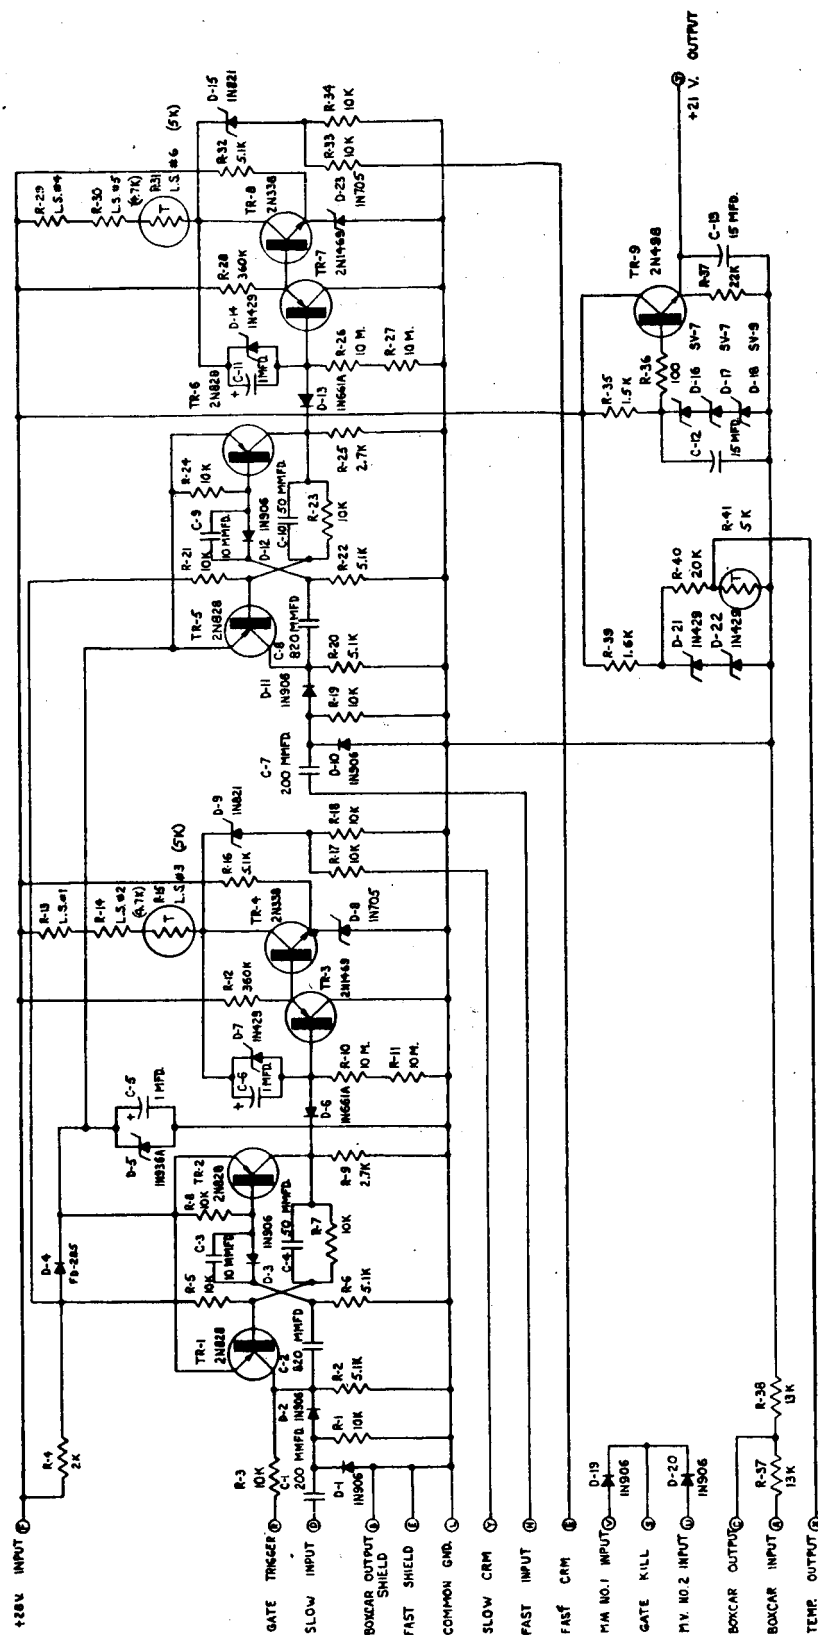 +21 V. OUTPUT
D-15
1N821
R-34
10K
R-33
10K
R-32
5.1K
R-29
L.S.#4
R-30
L.S.#5
(4.7K)
R31
L.S.#6 (5K)
T
TR-8
2N338
D-23
1N705
TR-7
2N1469
R-28
360K
D-14
1N429
C-11
1MFD.
+
R-26
10 M.
R-27
10 M.
TR-6
2N828
D-13
1N661A
R-25
2.7K
R-24
10K
C-9
10 MMFD.
D-12
1N906
C-10
50 MMFD.
R-23
10K
R-21
10K
R-22
5.1K
TR-5
2N828
C-8
820 MMFD
R-20
5.1K
D-11
1N906
R-19
10K
C-7
200 MMFD.
D-10
1N906
TR-9
2N498
C-13
15 MFD.
R-37
22K
R-36
100
SV-7
SV-7
SV-9
R-35
1.5K
D-16
D-17
D-18
C-12
15 MFD.
R-41
5K
T
R-40
20K
D-21
1N429
D-22
1N429
R-39
1.6K
D-9
1N821
R-18
10K
R-17
10K
R-16
5.1K
R-13
L.S.#1
R-14
L.S.#2
(4.7K)
R-15
L.S.#3 (5K)
T
TR-4
2N338
D-8
1N705
TR-3
2N1469
R-12
360K
D-7
1N429
C-6
1MFD.
+
R-10
10 M.
R-11
10M.
D-6
1N661A
C-5
1 MFD.
+
D-5
1N936A
R-9
2.7K
TR-2
2N828
R-8
10K
C-3
10 MMFD.
D-3
1N906
C-4
50 MMFD.
R-7
10K
D-4
FD-285
R-5
10K
R-6
5.1K
TR-1
2N828
C-2
820 MMFD
R-2
5.1K
D-2
1N906
R-1
10K
R-4
2K
R-3
10K
C-1
200 MMFD.
D-1
1N906
R-38
13K
R-37
13K
D-19
1N906
D-20
1N906
+28V. INPUT
GATE TRIGGER
SLOW INPUT D
BOXCAR OUTPUT
SHIELD
FAST SHIELD E
COMMON GND. L
SLOW CRM Y
FAST INPUT H
FAST CRM
MM NO.1 INPUT V
GATE KILL S
MV. NO.2 INPUT U
BOXCAR OUTPUT C
BOXCAR INPUT A
TEMP. OUTPUT